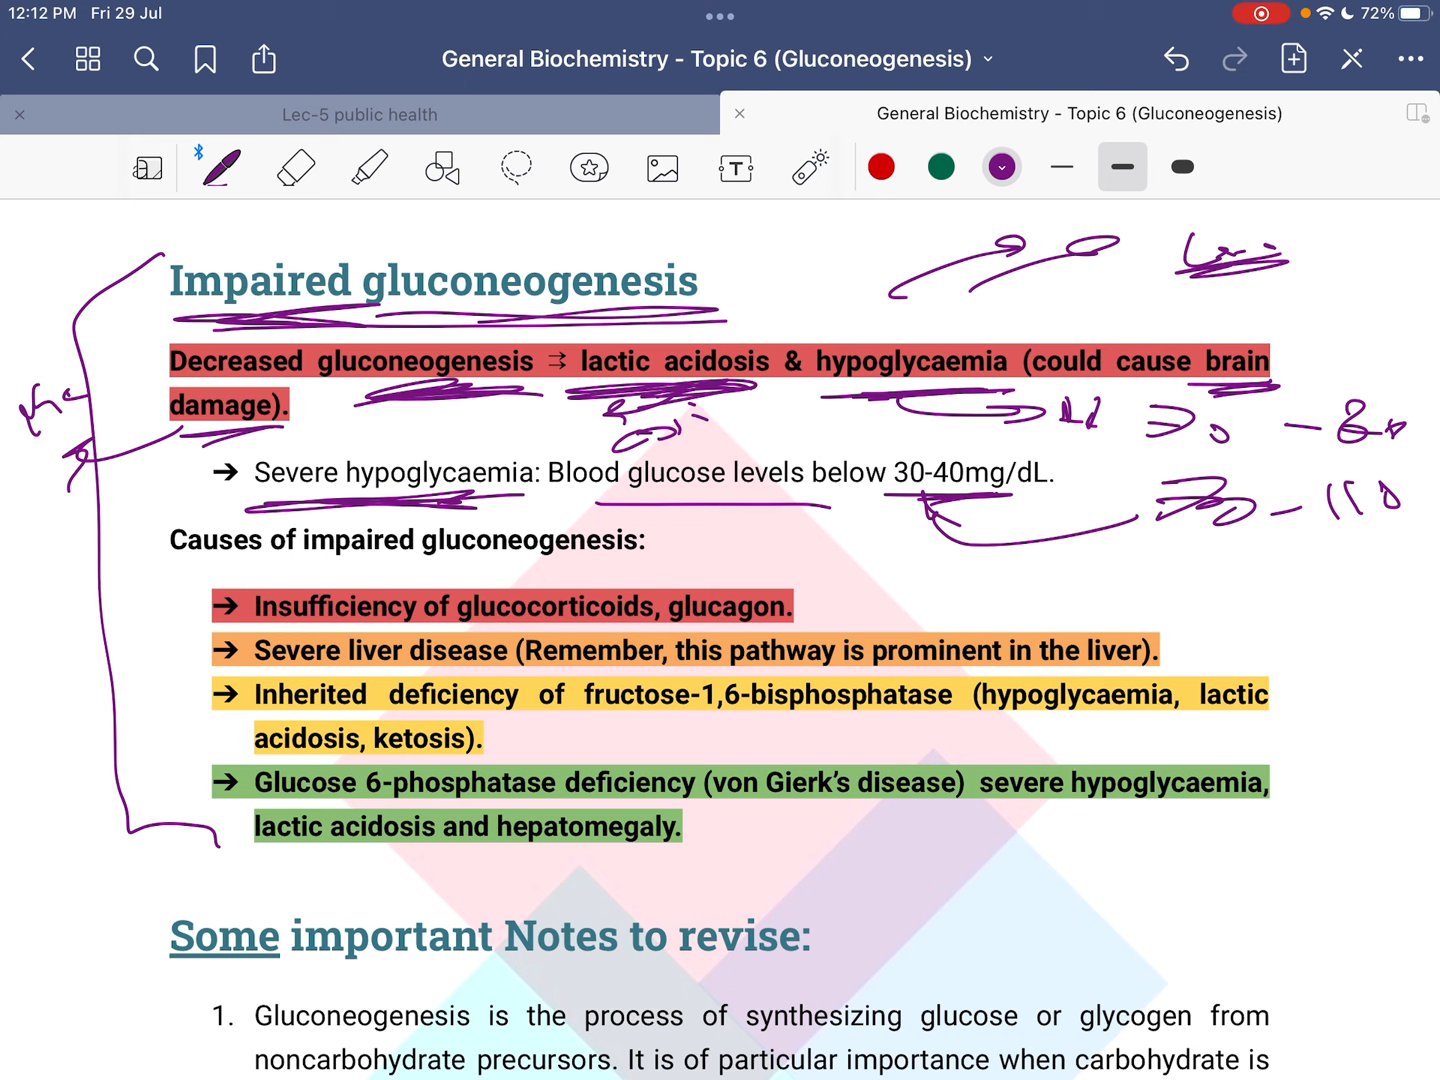 12:12 PM Fri 29 Jul
72%
General Biochemistry - Topic 6 (Gluconeogenesis)
Lec-5 public health
General Biochemistry - Topic 6 (Gluconeogenesis)
Impaired gluconeogenesis
Decreased gluconeogenesis ⇉ lactic acidosis & hypoglycaemia (could cause brain
damage).
70 - 80
→ Severe hypoglycaemia: Blood glucose levels below 30-40mg/dL.
70 - 110
Causes of impaired gluconeogenesis:
→ Insufficiency of glucocorticoids, glucagon.
→ Severe liver disease (Remember, this pathway is prominent in the liver).
→ Inherited deficiency of fructose-1,6-bisphosphatase (hypoglycaemia, lactic
acidosis, ketosis).
→ Glucose 6-phosphatase deficiency (von Gierk’s disease) severe hypoglycaemia,
lactic acidosis and hepatomegaly.
Some important Notes to revise:
1. Gluconeogenesis is the process of synthesizing glucose or glycogen from
noncarbohydrate precursors. It is of particular importance when carbohydrate is